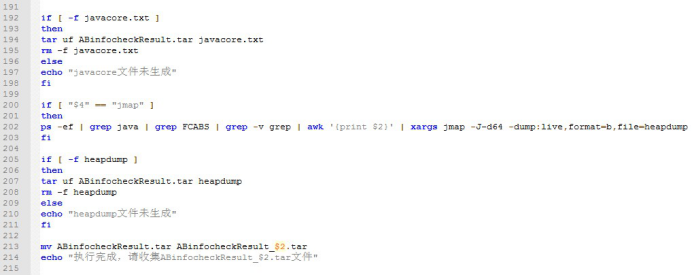 191
192 if [ -f javacore.txt ]
193 then
194 tar uf ABinfocheckResult.tar javacore.txt
195 rm -f javacore.txt
196 else
197 echo "javacore文件未生成"
198 fi
199
200 if [ "$4" == "jmap" ]
201 then
202 ps -ef | grep java | grep FCABS | grep -v grep | awk '{print $2}' | xargs jmap -J-d64 -dump:live,format=b,file=heapdump
203 fi
204
205 if [ -f heapdump ]
206 then
207 tar uf ABinfocheckResult.tar heapdump
208 rm -f heapdump
209 else
210 echo "heapdump文件未生成"
211 fi
212
213 mv ABinfocheckResult.tar ABinfocheckResult_$2.tar
214 echo "执行完成，请收集ABinfocheckResult_$2.tar文件"
215